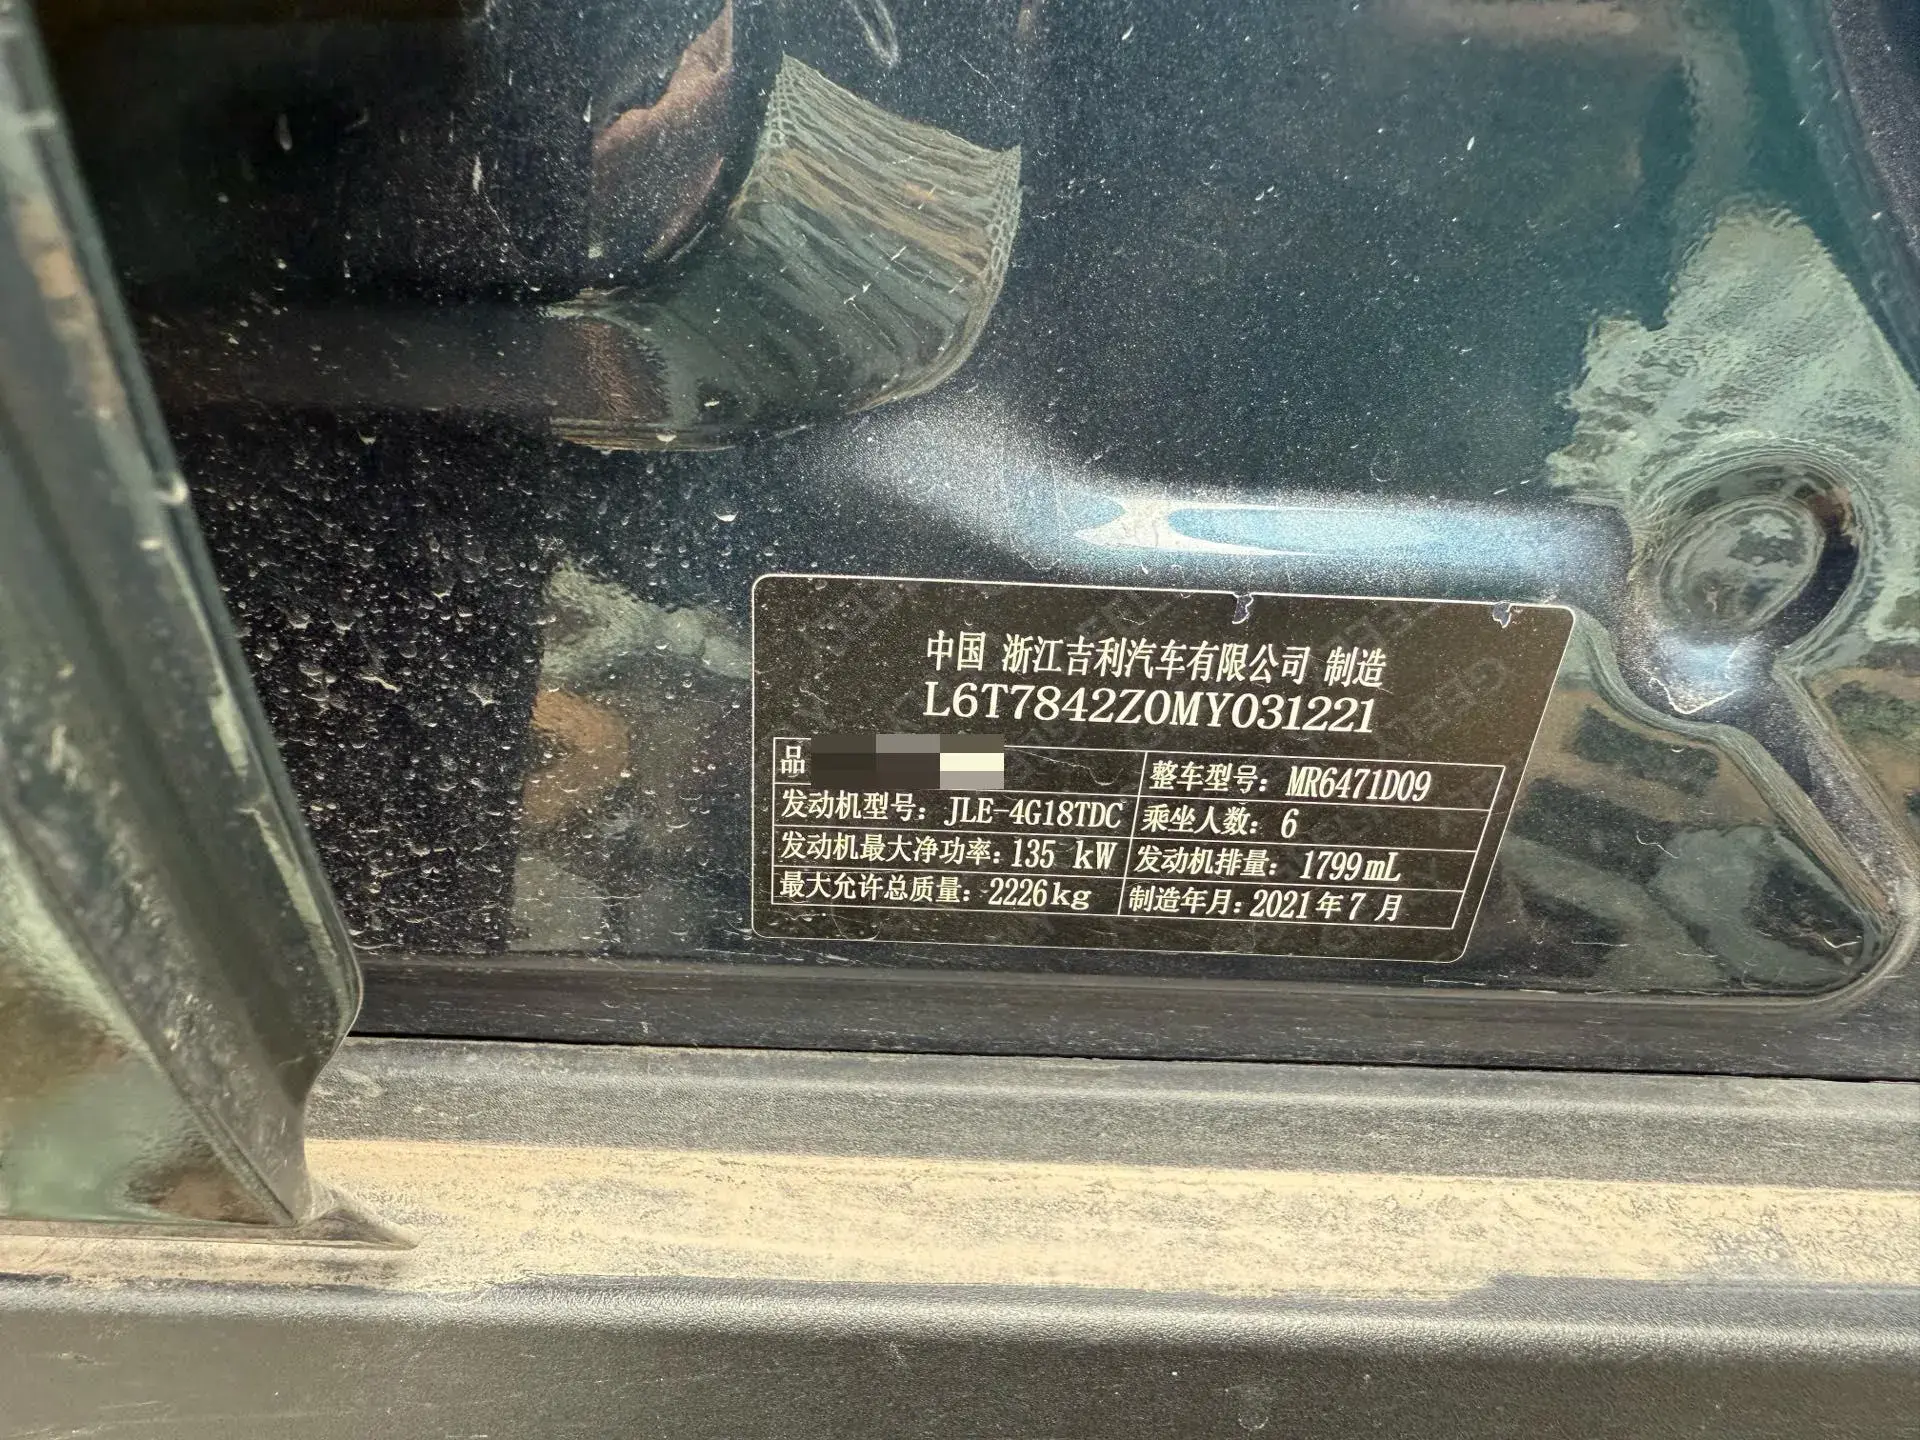 中国 浙江吉利汽车有限公司 制造
L6T7842Z0MY031221
品
整车型号：MR6471D09
发动机型号：JLE-4G18TDC
乘坐人数：6
发动机最大净功率：135 kW
发动机排量：1799mL
最大允许总质量：2226kg
制造年月：2021年7月